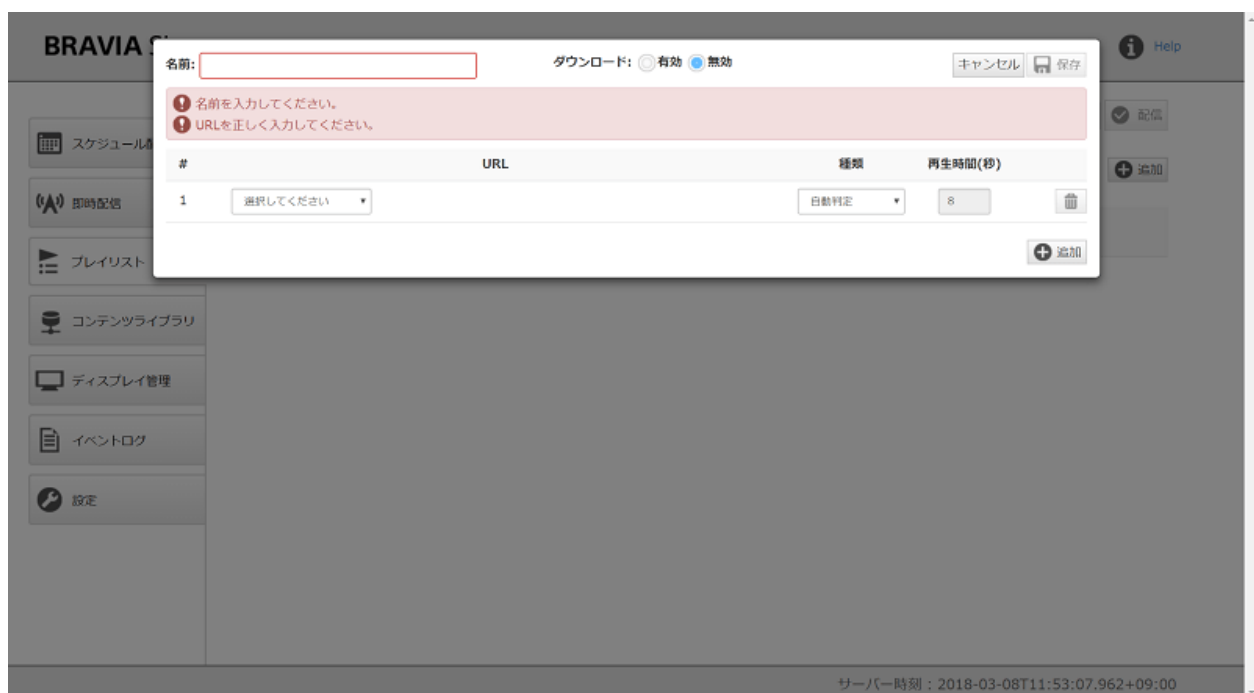 BRAVIA
Help
名前:
ダウンロード: 有効 無効
キャンセル 保存
名前を入力してください。
URLを正しく入力してください。
配信
# URL 種類 再生時間(秒)
追加
1 選択してください 自動判定 8
追加
スケジュール
即時配信
プレイリスト
コンテンツライブラリ
ディスプレイ管理
イベントログ
設定
サーバー時刻 : 2018-03-08T11:53:07.962+09:00